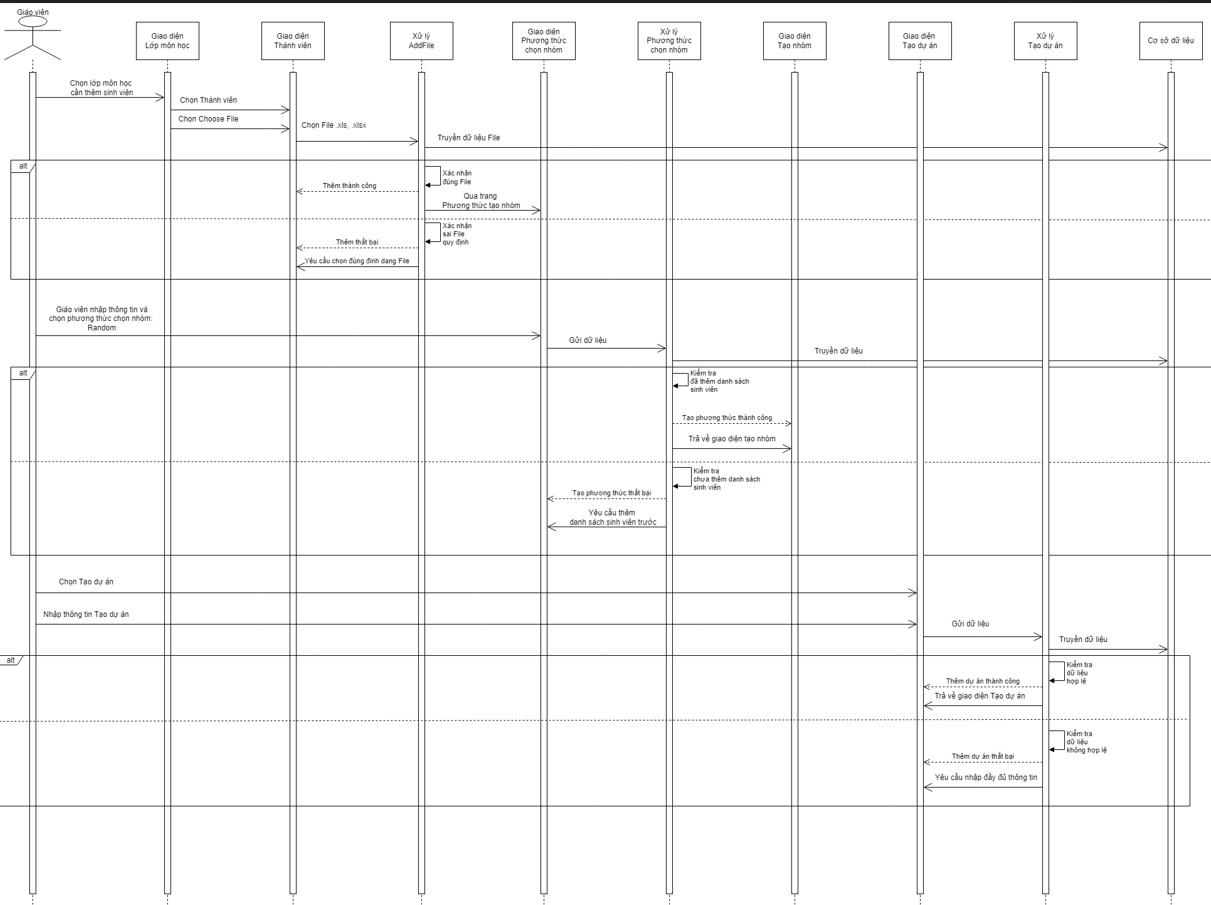 Giáo viên
Giao diện
Lớp môn học
Giao diện
Thành viên
Xử lý
AddFile
Giao diện
Phương thức
chọn nhòm
Xử lý
Phương thức
chọn nhòm
Giao diện
Tạo nhòm
Giao diện
Tạo dự án
Xử lý
Tạo dự án
Cơ sở dữ liệu
Chọn lớp môn học
cần thêm sinh viên
Chọn Thành viên
Chọn Choose File
Chọn File .xls, .xlsx
Truyền dữ liệu File
alt
Xác nhận
đúng File
Thêm thành công
Qua trang
Phương thức tạo nhòm
Xác nhận
sai File
quy định
Thêm thất bại
Yêu cầu chọn đúng định dạng File
Giáo viên nhập thông tin và
chọn phương thức chọn nhòm:
Random
Gửi dữ liệu
Truyền dữ liệu
alt
Kiểm tra
đã thêm danh sách
sinh viên
Tạo phương thức thành công
Trả về giao diện tạo nhòm
Kiểm tra
chưa thêm danh sách
sinh viên
Tạo phương thức thất bại
Yêu cầu thêm
danh sách sinh viên trước
Chọn Tạo dự án
Nhập thông tin Tạo dự án
Gửi dữ liệu
Truyền dữ liệu
alt
Kiểm tra
dữ liệu
hợp lệ
Thêm dự án thành công
Trả về giao diện Tạo dự án
Kiểm tra
dữ liệu
không hợp lệ
Thêm dự án thất bại
Yêu cầu nhập đầy đủ thông tin